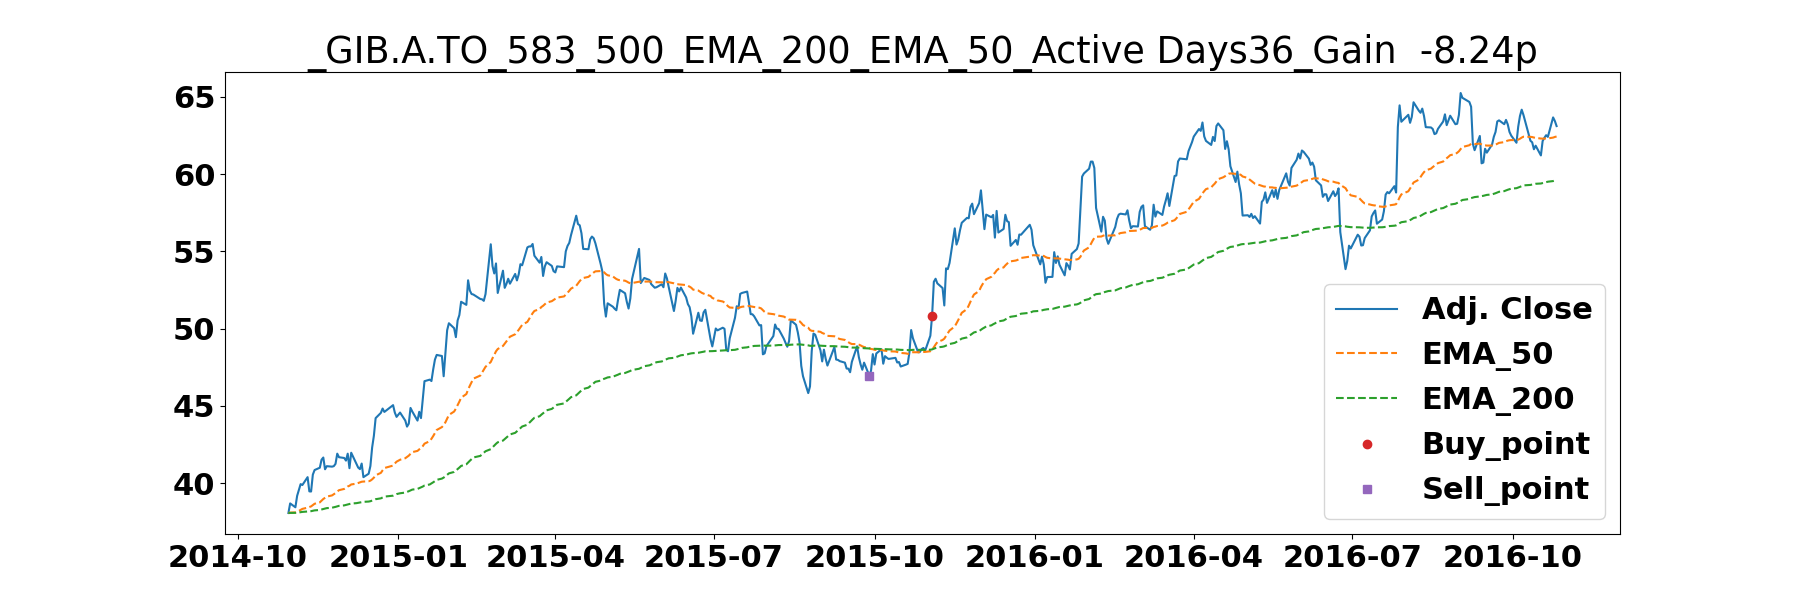 _GIB.A.TO_583_500_EMA_200_EMA_50_Active Days36_Gain  -8.24p
65
60
55
50
45
40
2014-10 2015-01 2015-04 2015-07 2015-10 2016-01 2016-04 2016-07 2016-10
Adj. Close
EMA_50
EMA_200
Buy_point
Sell_point